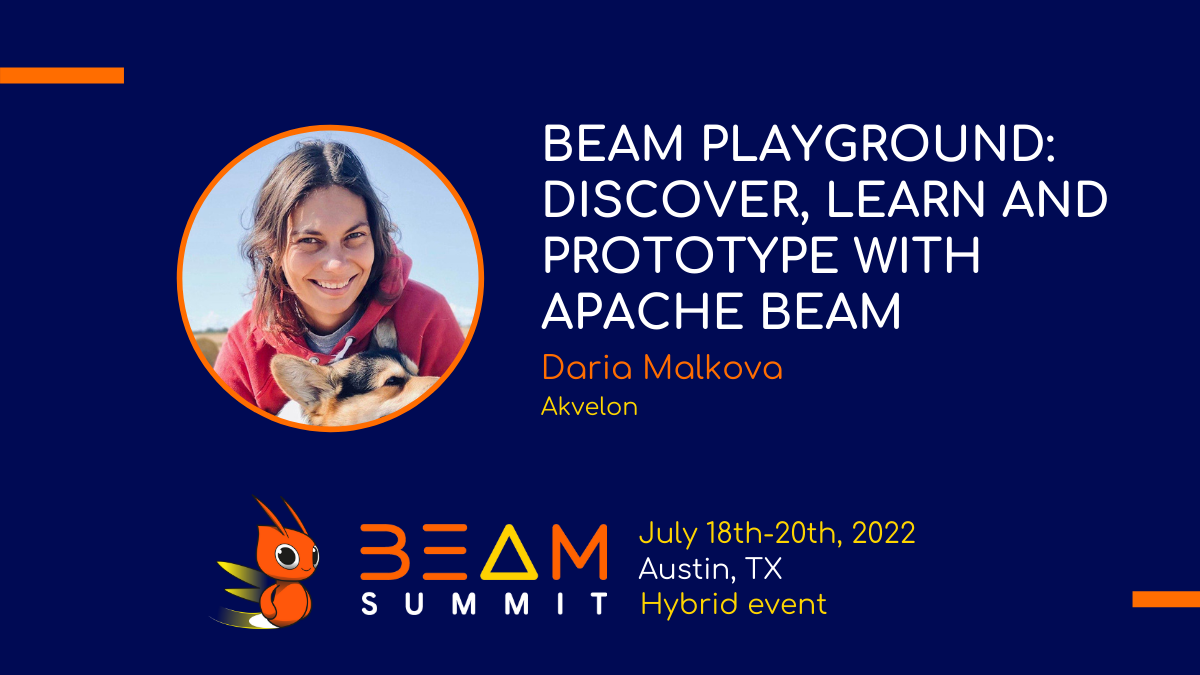 BEAM PLAYGROUND:
DISCOVER, LEARN AND
PROTOTYPE WITH
APACHE BEAM
Daria Malkova
Akvelon
BEAM
SUMMIT
July 18th-20th, 2022
Austin, TX
Hybrid event